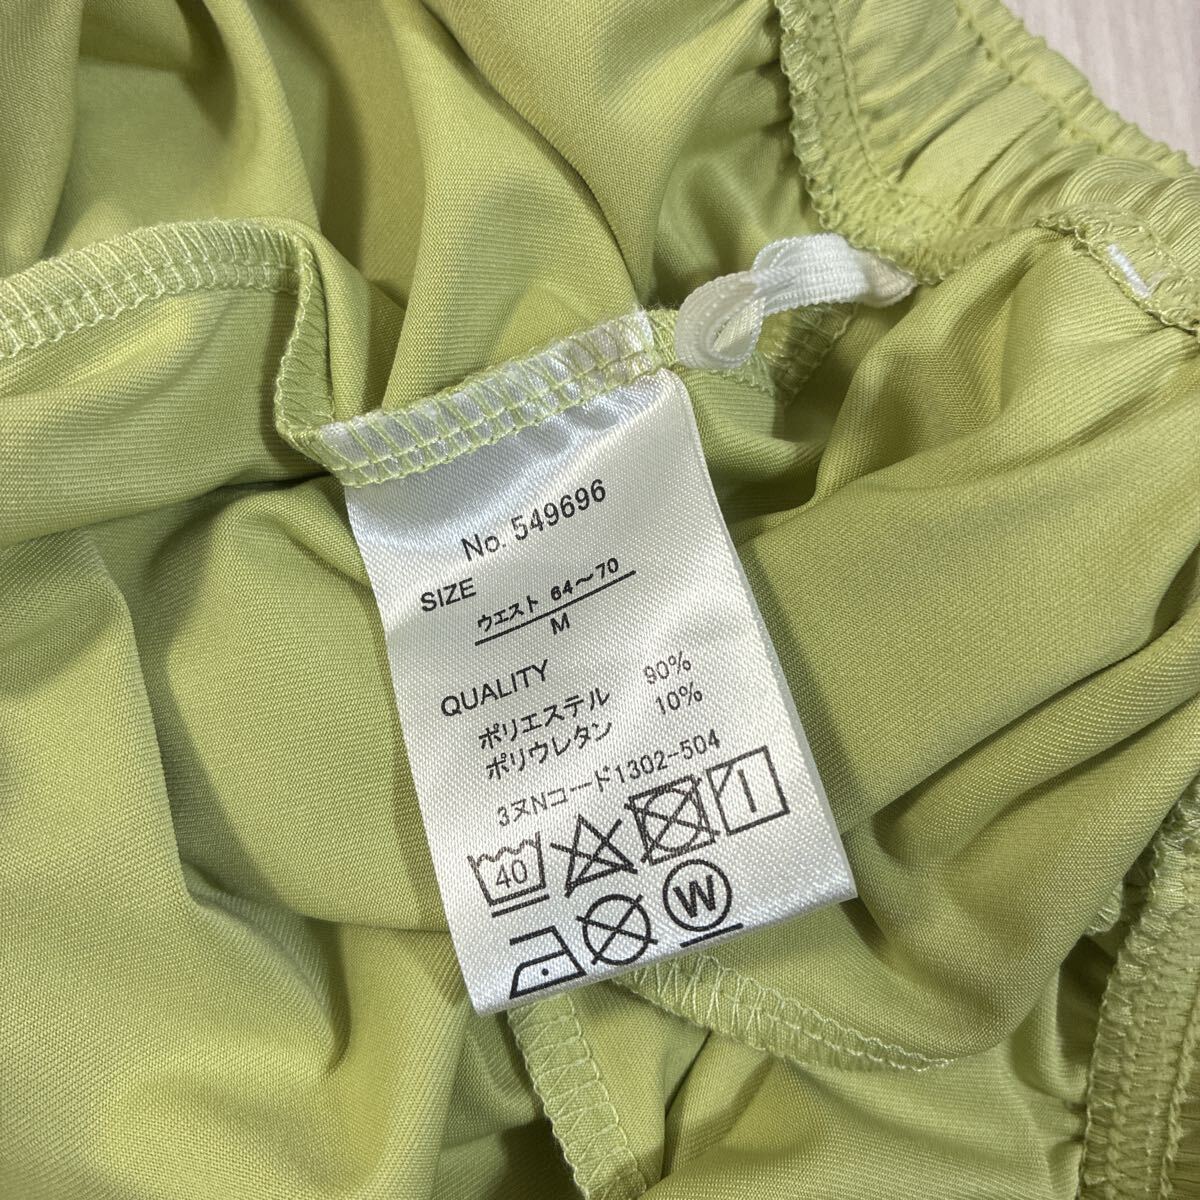 No. 549696
SIZE
ウエスト 64～70
M
QUALITY
ポリエステル 90%
ポリウレタン 10%
3ヌNコード1302-504
40
W